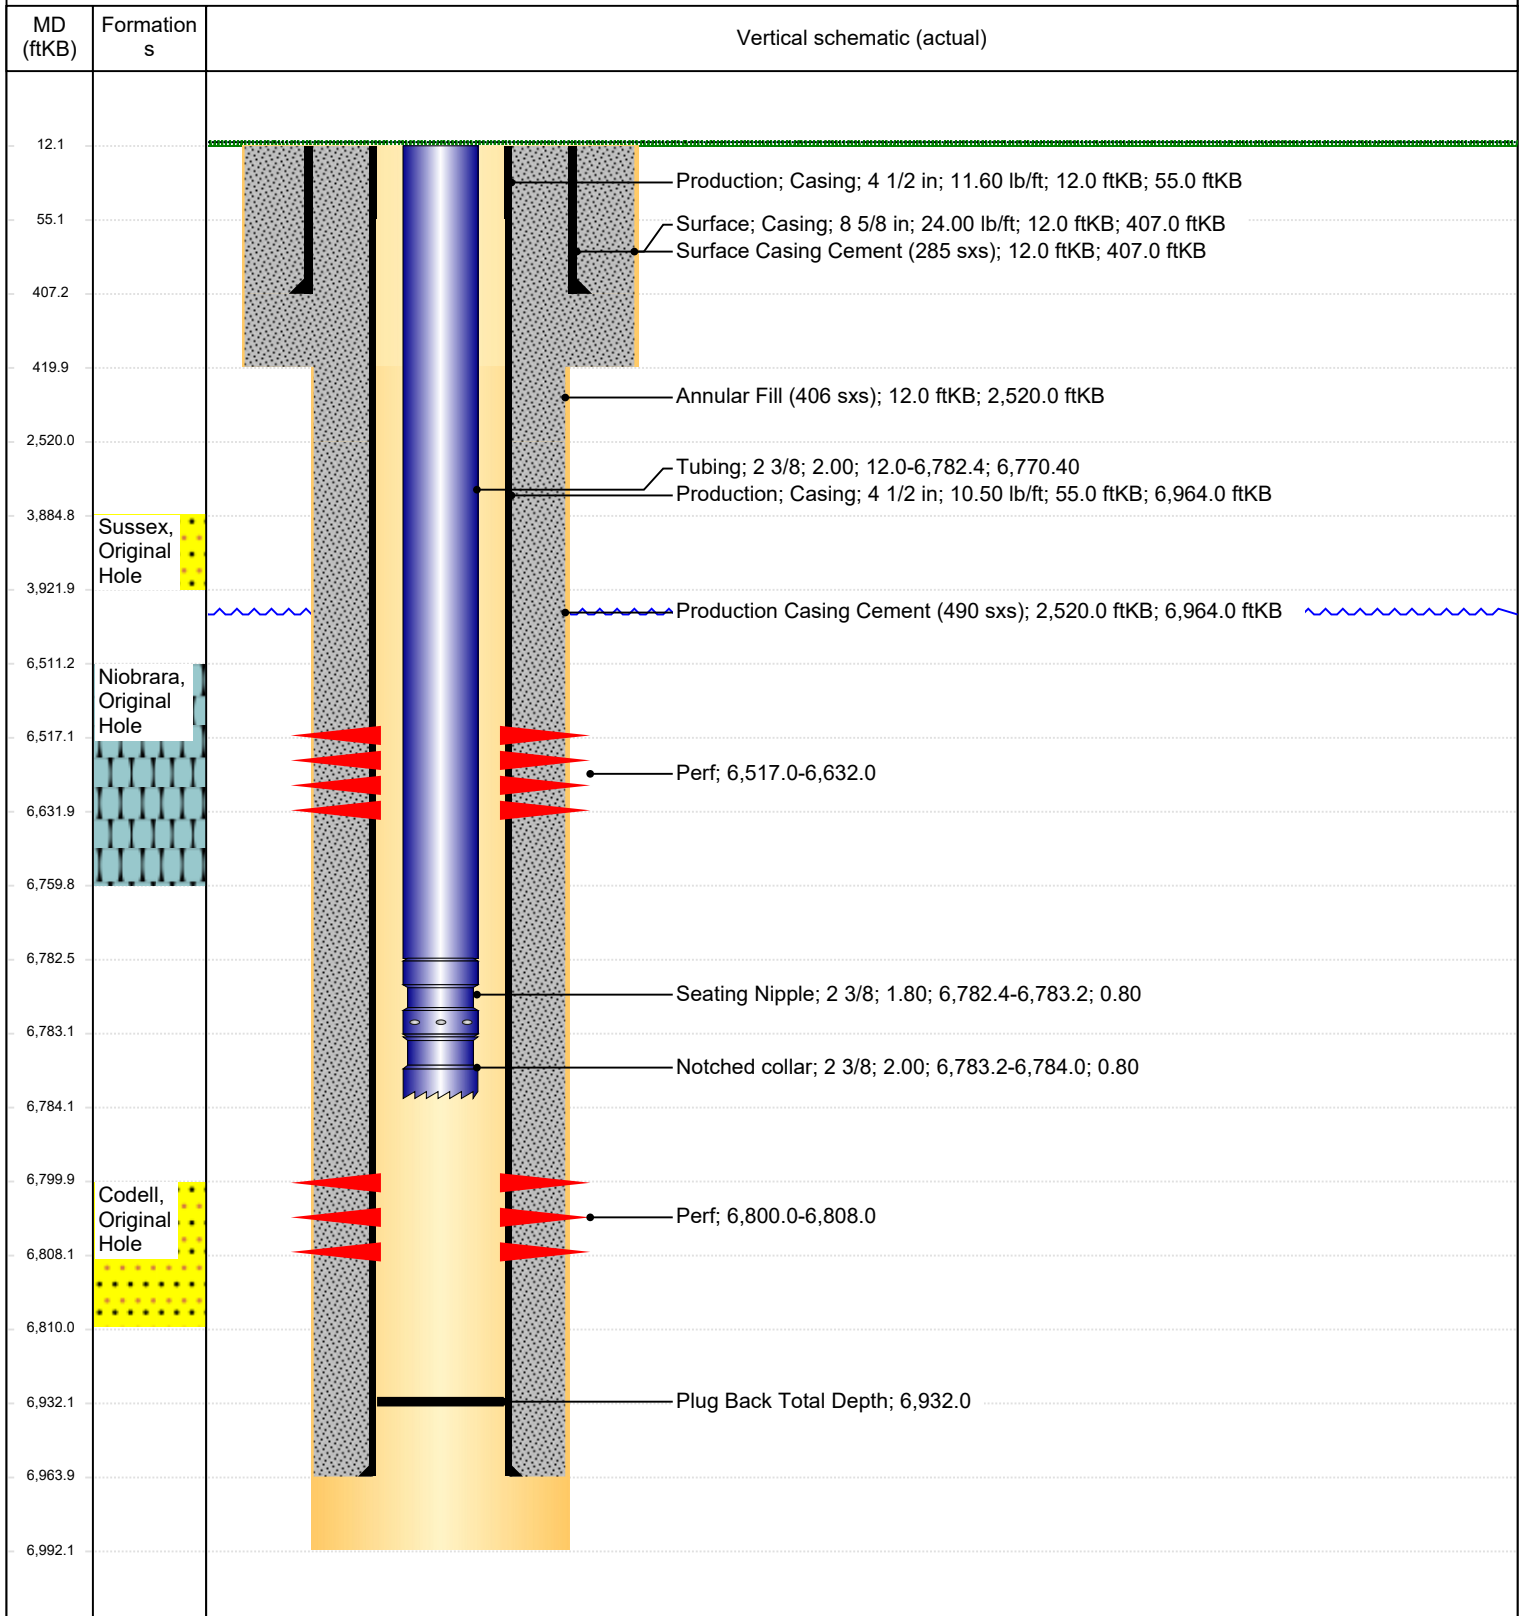 MD
(ftKB)
Formation
s
Vertical schematic (actual)
12.1
Production; Casing; 4 1/2 in; 11.60 lb/ft; 12.0 ftKB; 55.0 ftKB
55.1
Surface; Casing; 8 5/8 in; 24.00 lb/ft; 12.0 ftKB; 407.0 ftKB
Surface Casing Cement (285 sxs); 12.0 ftKB; 407.0 ftKB
407.2
419.9
Annular Fill (406 sxs); 12.0 ftKB; 2,520.0 ftKB
2,520.0
Tubing; 2 3/8; 2.00; 12.0-6,782.4; 6,770.40
Production; Casing; 4 1/2 in; 10.50 lb/ft; 55.0 ftKB; 6,964.0 ftKB
3,884.8
Sussex,
Original
Hole
3,921.9
Production Casing Cement (490 sxs); 2,520.0 ftKB; 6,964.0 ftKB
6,511.2
Niobrara,
Original
Hole
6,517.1
Perf; 6,517.0-6,632.0
6,631.9
6,759.8
6,782.5
Seating Nipple; 2 3/8; 1.80; 6,782.4-6,783.2; 0.80
6,783.1
Notched collar; 2 3/8; 2.00; 6,783.2-6,784.0; 0.80
6,784.1
6,799.9
Codell,
Original
Hole
Perf; 6,800.0-6,808.0
6,808.1
6,810.0
Plug Back Total Depth; 6,932.0
6,932.1
6,963.9
6,992.1